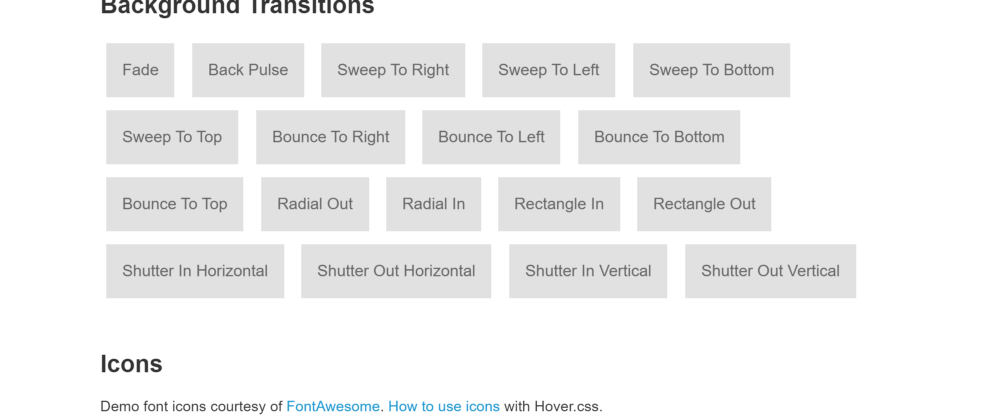 Background Transitions
Fade Back Pulse Sweep To Right Sweep To Left Sweep To Bottom
Sweep To Top Bounce To Right Bounce To Left Bounce To Bottom
Bounce To Top Radial Out Radial In Rectangle In Rectangle Out
Shutter In Horizontal Shutter Out Horizontal Shutter In Vertical Shutter Out Vertical
Icons
Demo font icons courtesy of FontAwesome. How to use icons with Hover.css.